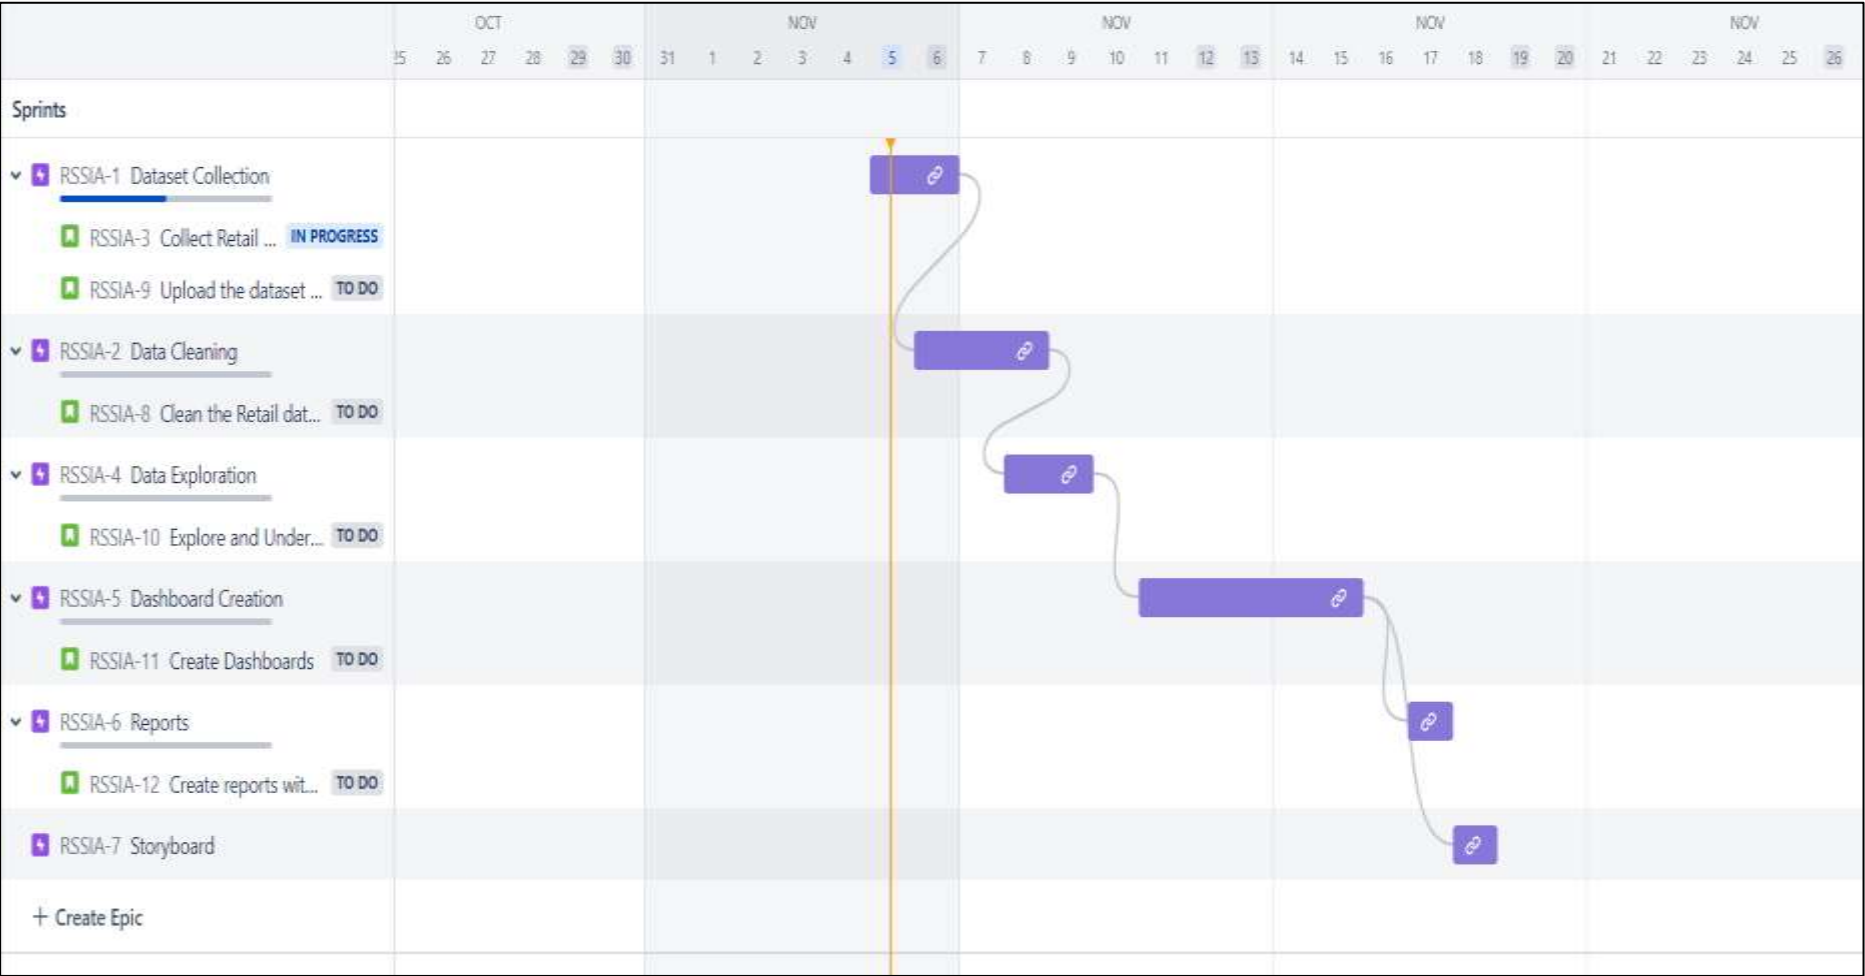 OCT NOV NOV NOV NOV
25 26 27 28 29 30 31 1 2 3 4 5 6 7 8 9 10 11 12 13 14 15 16 17 18 19 20 21 22 23 24 25 26
Sprints
RSSIA-1 Dataset Collection
RSSIA-3 Collect Retail ... IN PROGRESS
RSSIA-9 Upload the dataset ... TO DO
RSSIA-2 Data Cleaning
RSSIA-8 Clean the Retail dat... TO DO
RSSIA-4 Data Exploration
RSSIA-10 Explore and Under... TO DO
RSSIA-5 Dashboard Creation
RSSIA-11 Create Dashboards TO DO
RSSIA-6 Reports
RSSIA-12 Create reports wit... TO DO
RSSIA-7 Storyboard
+ Create Epic